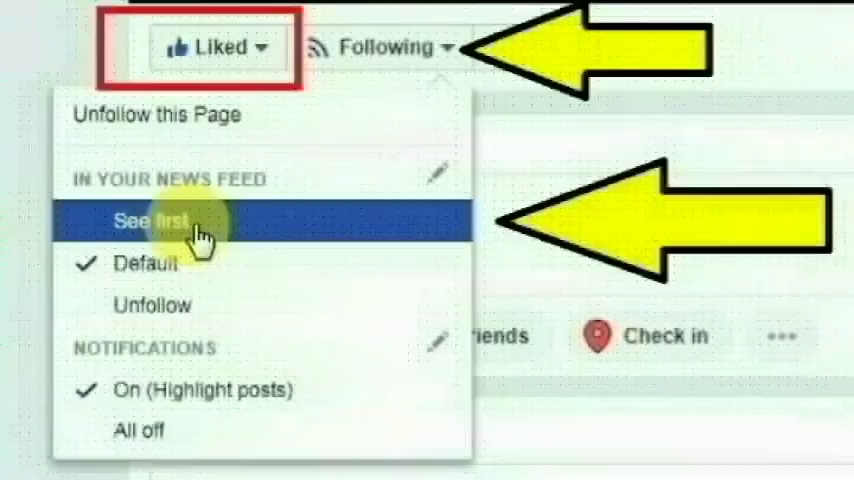 Liked Following
Unfollow this Page
IN YOUR NEWS FEED
See first
Default
Unfollow
NOTIFICATIONS
On (Highlight posts)
All off
riends Check in